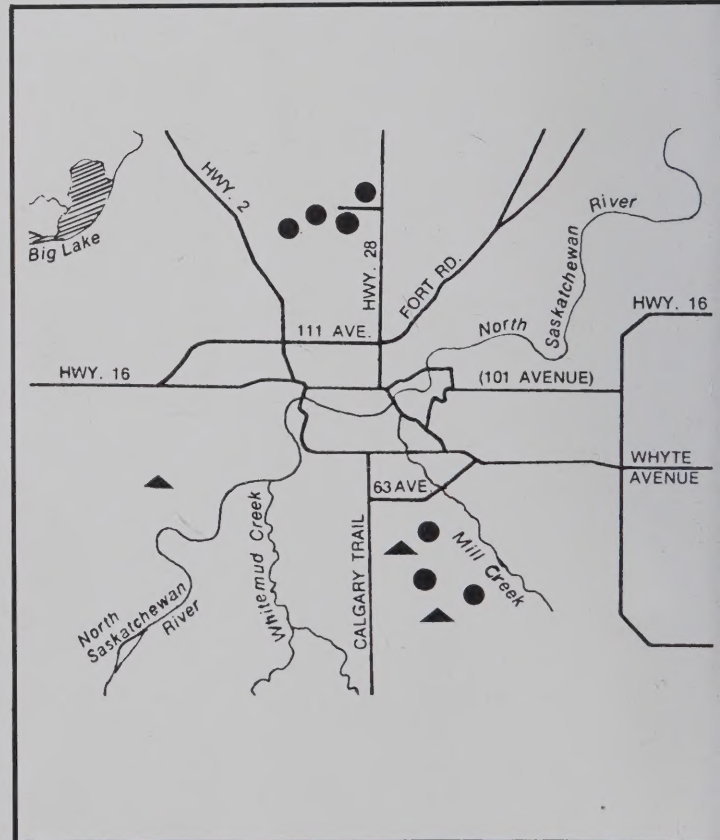 HWY. 2
Big Lake
HWY. 28
FORT RD.
River
Saskatchewan
North
HWY. 16
111 AVE.
HWY. 16
(101 AVENUE)
WHYTE
AVENUE
63 AVE.
Mill Creek
CALGARY TRAIL
Whitemud Creek
North
Saskatchewan
River